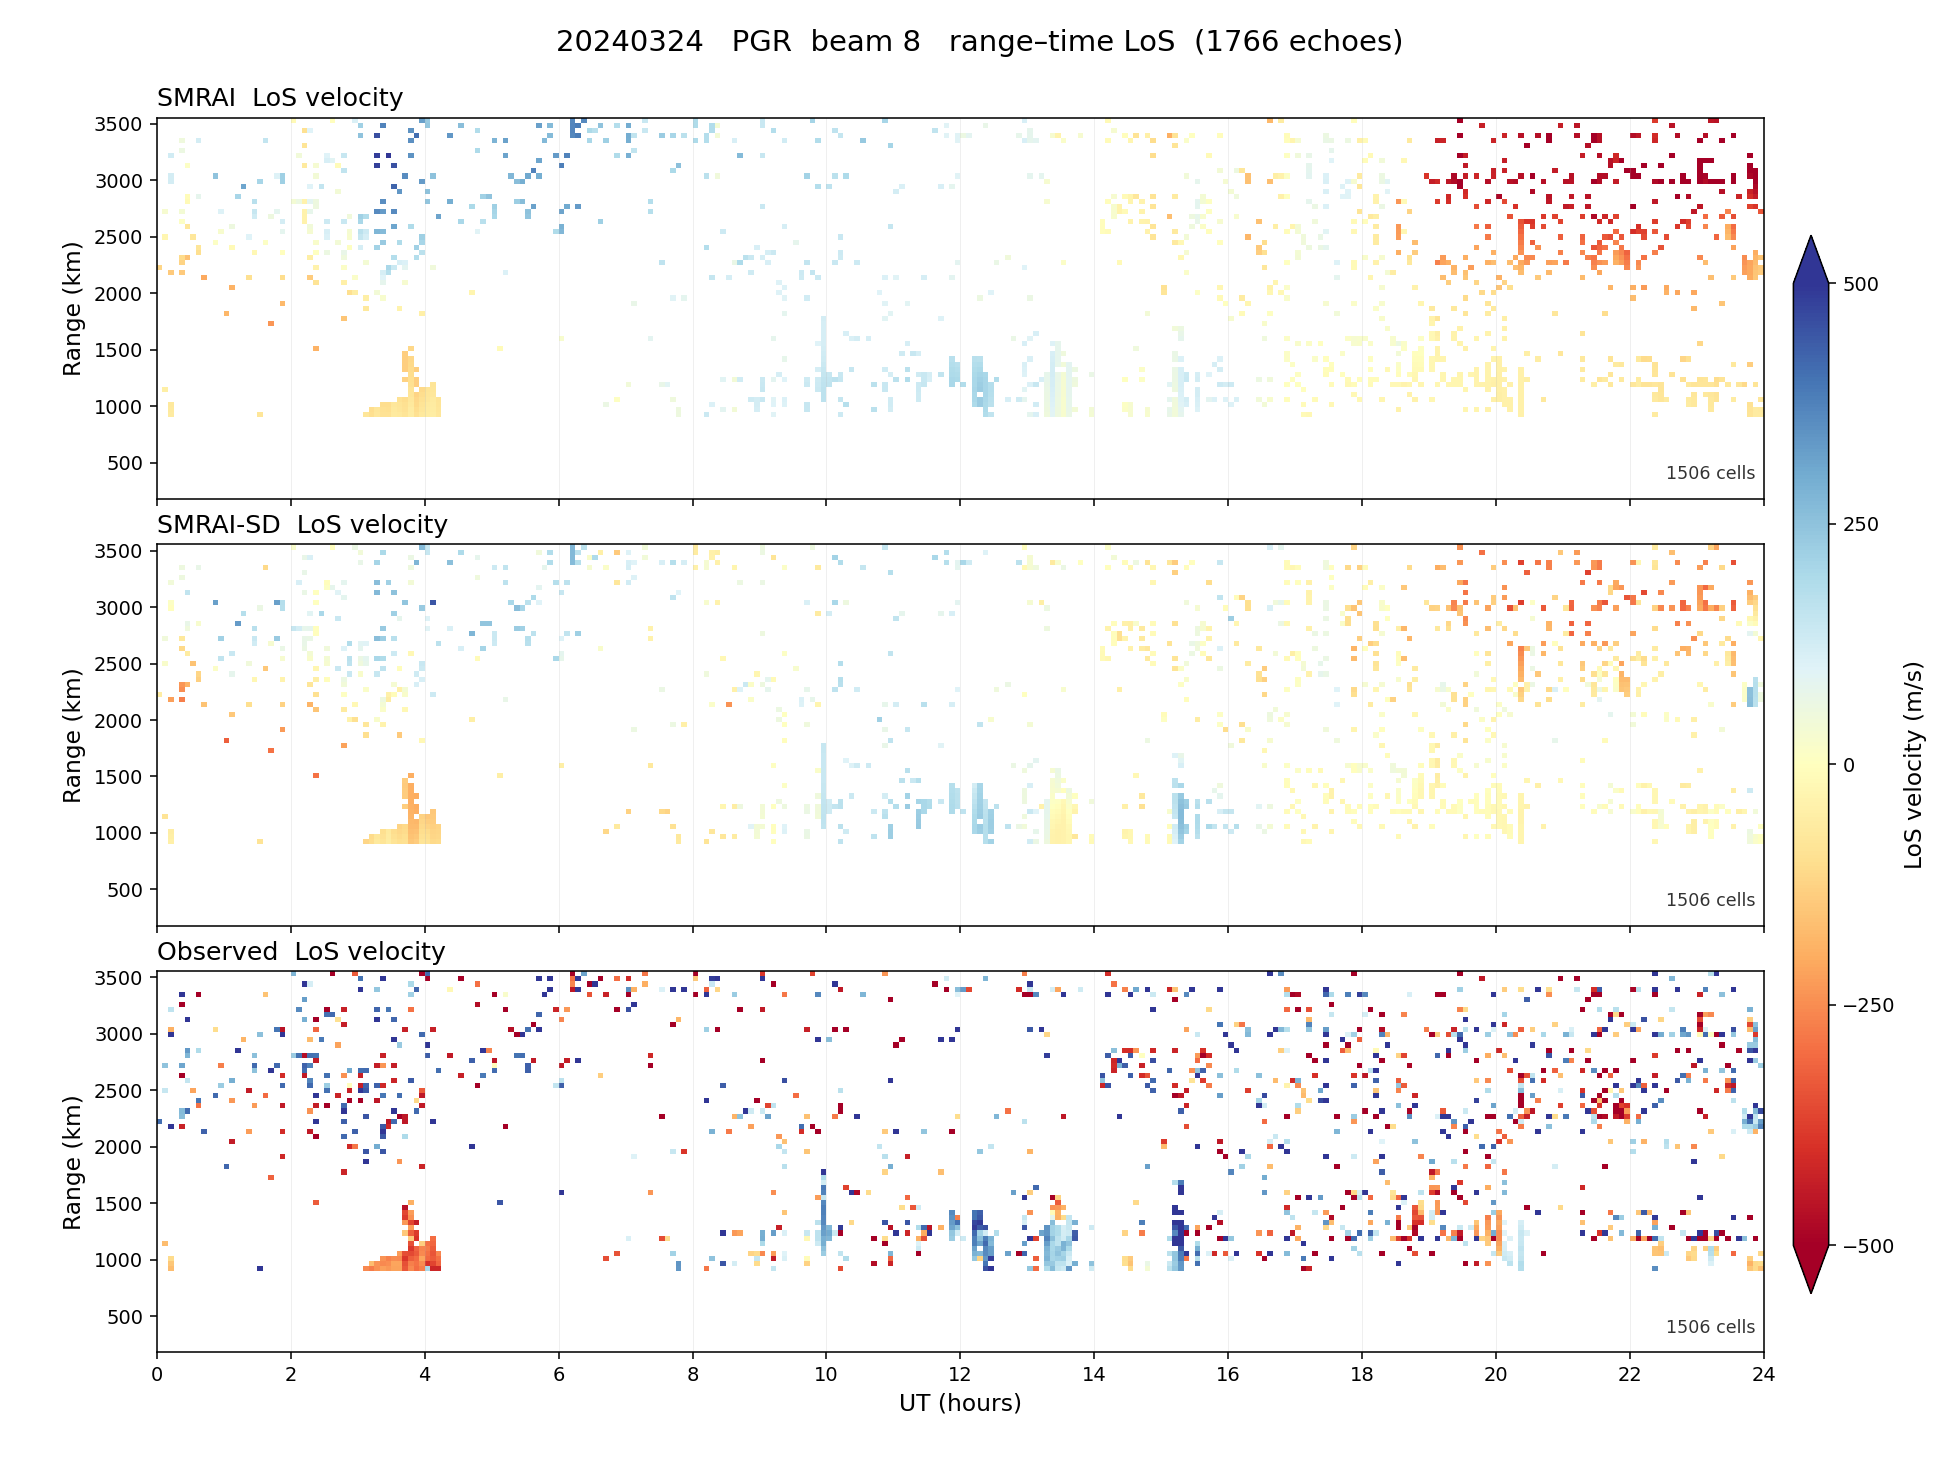 20240324   PGR  beam 8   range–time LoS  (1766 echoes)
SMRAI  LoS velocity
3500
3000
2500
2000
1500
1000
500
Range (km)
1506 cells
SMRAI-SD  LoS velocity
3500
3000
2500
2000
1500
1000
500
Range (km)
1506 cells
Observed  LoS velocity
3500
3000
2500
2000
1500
1000
500
Range (km)
1506 cells
0 2 4 6 8 10 12 14 16 18 20 22 24
UT (hours)
500
250
0
−250
−500
LoS velocity (m/s)